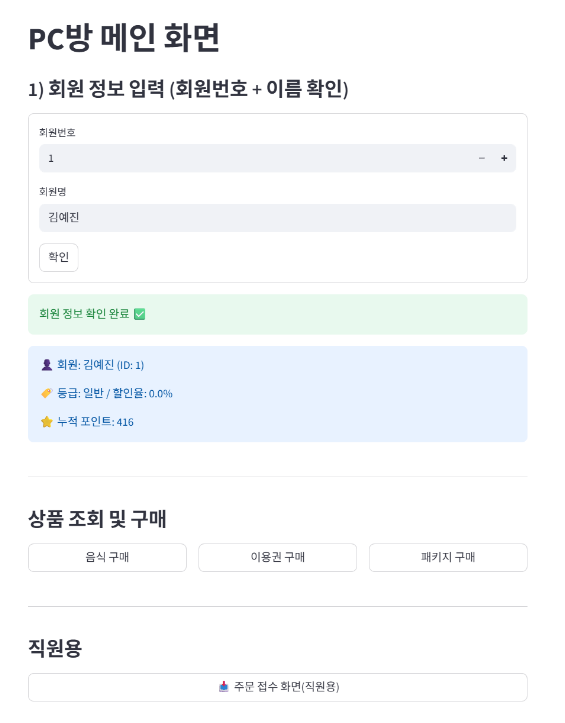 PC방 메인 화면
1) 회원 정보 입력 (회원번호 + 이름 확인)
회원번호
1 − +
회원명
김예진
확인
회원 정보 확인 완료 ✅
👤 회원: 김예진 (ID: 1)
🏷️ 등급: 일반 / 할인율: 0.0%
⭐ 누적 포인트: 416
상품 조회 및 구매
음식 구매 이용권 구매 패키지 구매
직원용
📥 주문 접수 화면(직원용)